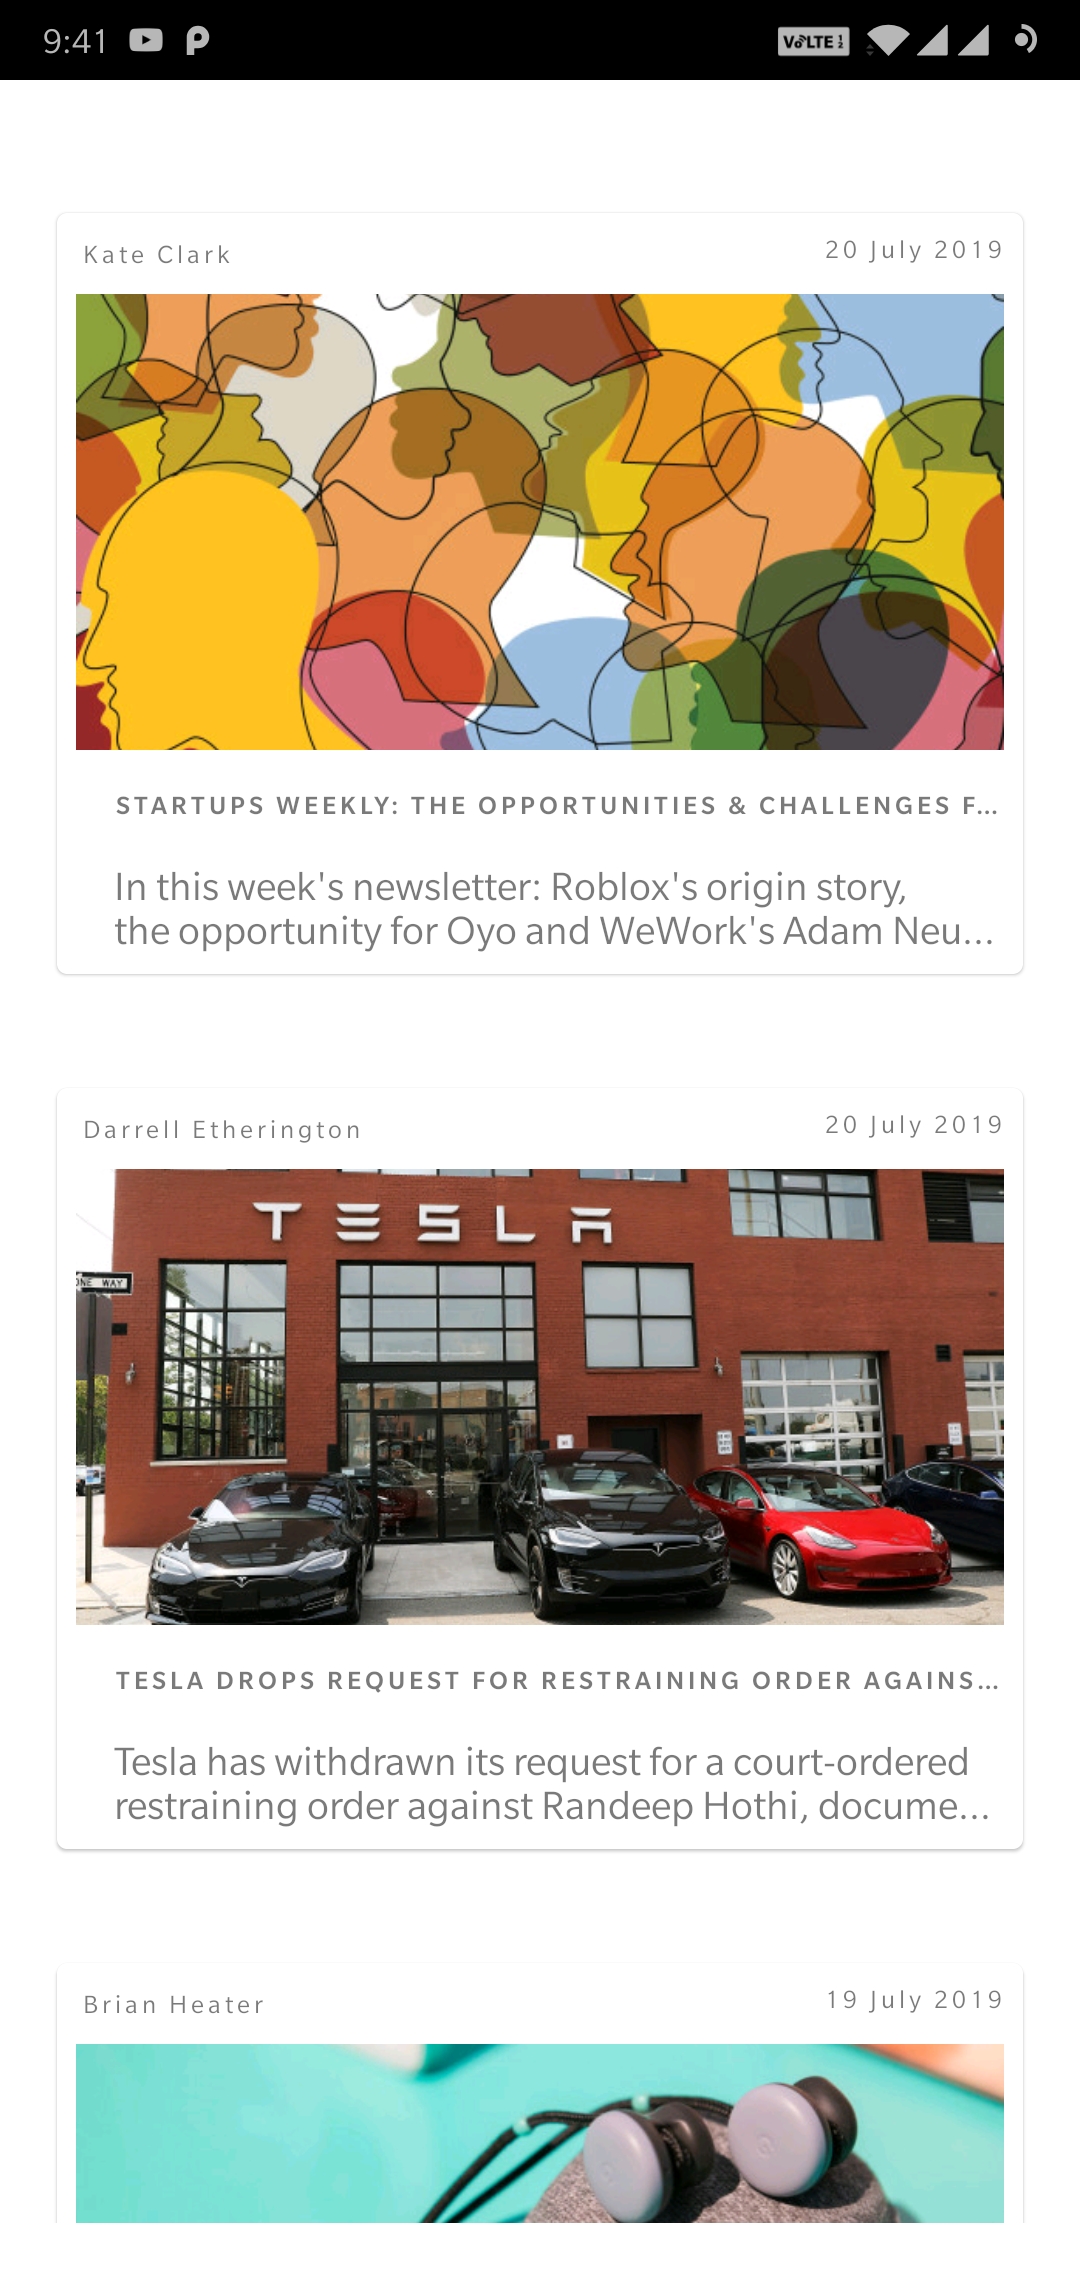 9:41
VoLTE 1 2
Kate Clark
20 July 2019
STARTUPS WEEKLY: THE OPPORTUNITIES & CHALLENGES F...
In this week's newsletter: Roblox's origin story,
the opportunity for Oyo and WeWork's Adam Neu...
Darrell Etherington
20 July 2019
TESLA
ONE WAY
TESLA DROPS REQUEST FOR RESTRAINING ORDER AGAINS...
Tesla has withdrawn its request for a court-ordered
restraining order against Randeep Hothi, docume...
Brian Heater
19 July 2019
G